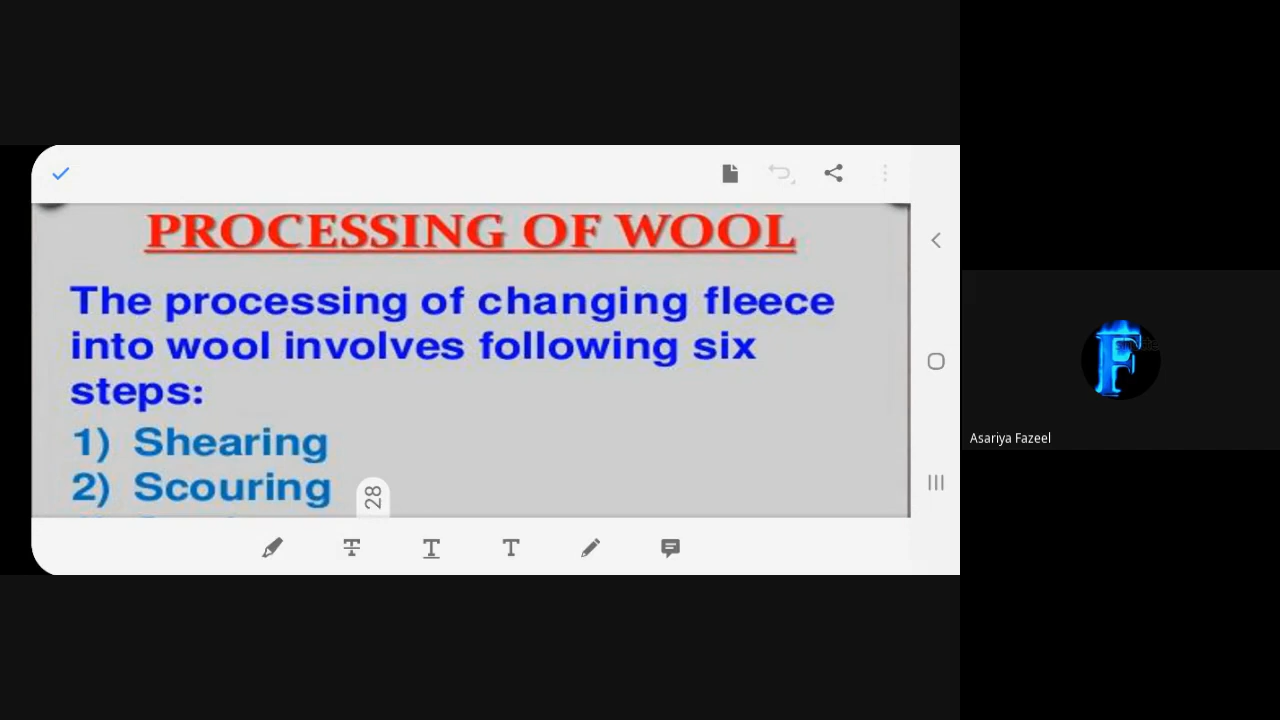 PROCESSING OF WOOL
The processing of changing fleece
into wool involves following six
steps:
1) Shearing
2) Scouring
28
F
Asariya Fazeel